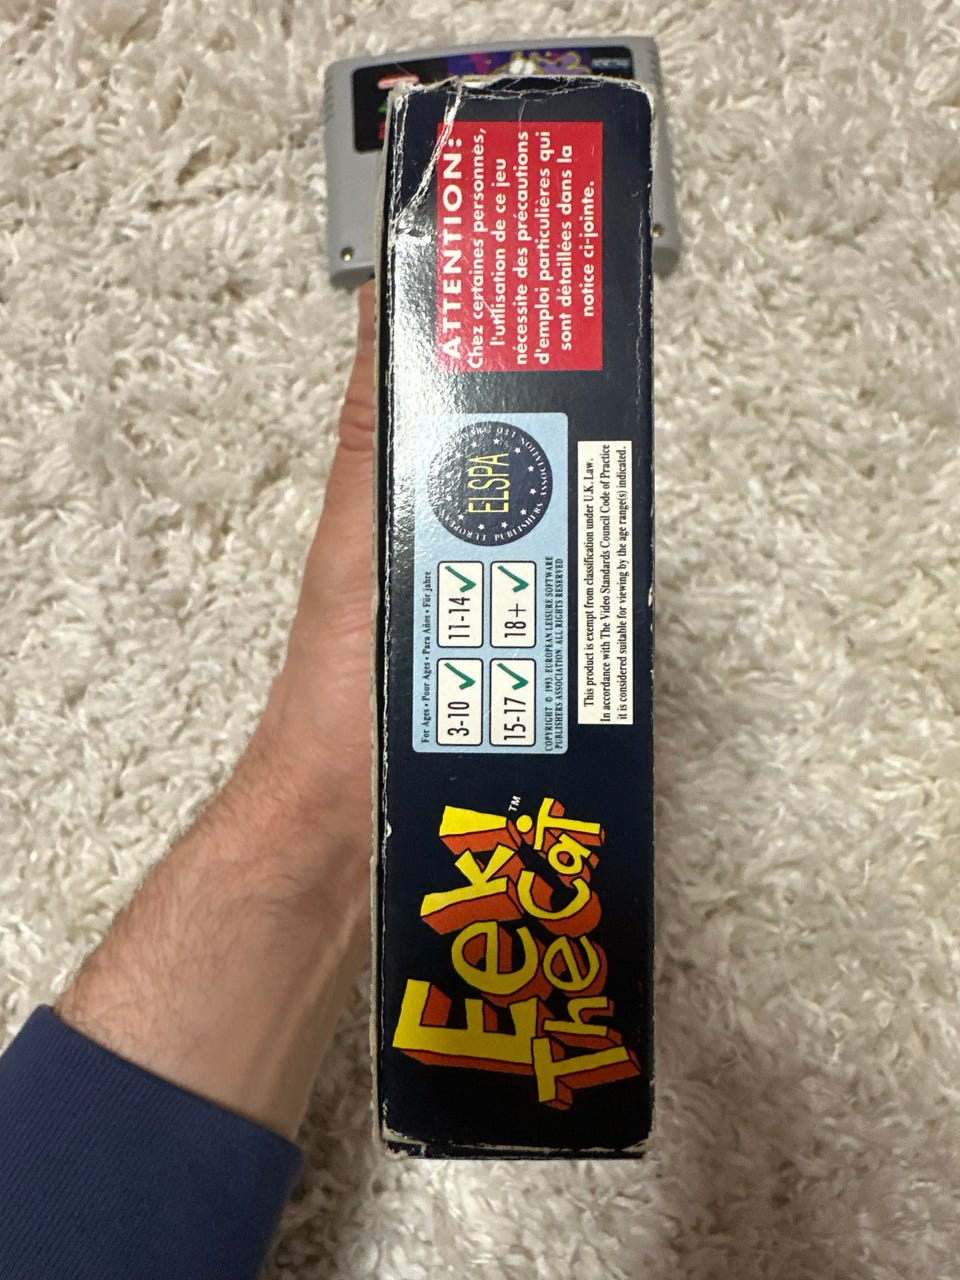 Eek!™
The Cat
For Ages • Pour Ages • Para Años • Für jahre
3-10 ✓ 11-14 ✓
15-17 ✓ 18+ ✓
COPYRIGHT © 1993 EUROPEAN LEISURE SOFTWARE
PUBLISHERS ASSOCIATION. ALL RIGHTS RESERVED
ELSPA
PUBLISHERS ASSOCIATION LTD
This product is exempt from classification under U.K. Law.
In accordance with The Video Standards Council Code of Practice
it is considered suitable for viewing by the age range(s) indicated.
ATTENTION:
Chez certaines personnes,
l'utilisation de ce jeu
nécessite des précautions
d'emploi particulières qui
sont détaillées dans la
notice ci-jointe.